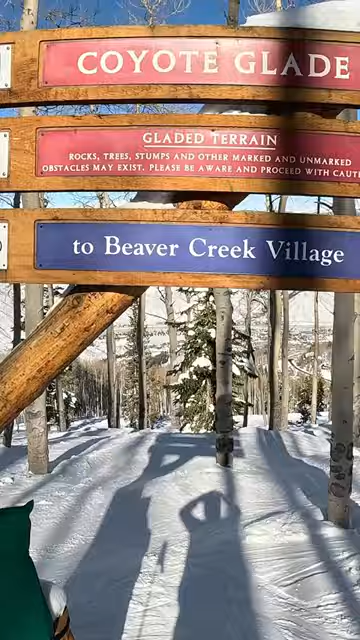 COYOTE GLADE
GLADED TERRAIN
ROCKS, TREES, STUMPS AND OTHER MARKED AND UNMARKED
OBSTACLES MAY EXIST. PLEASE BE AWARE AND PROCEED WITH CAUT
to Beaver Creek Village